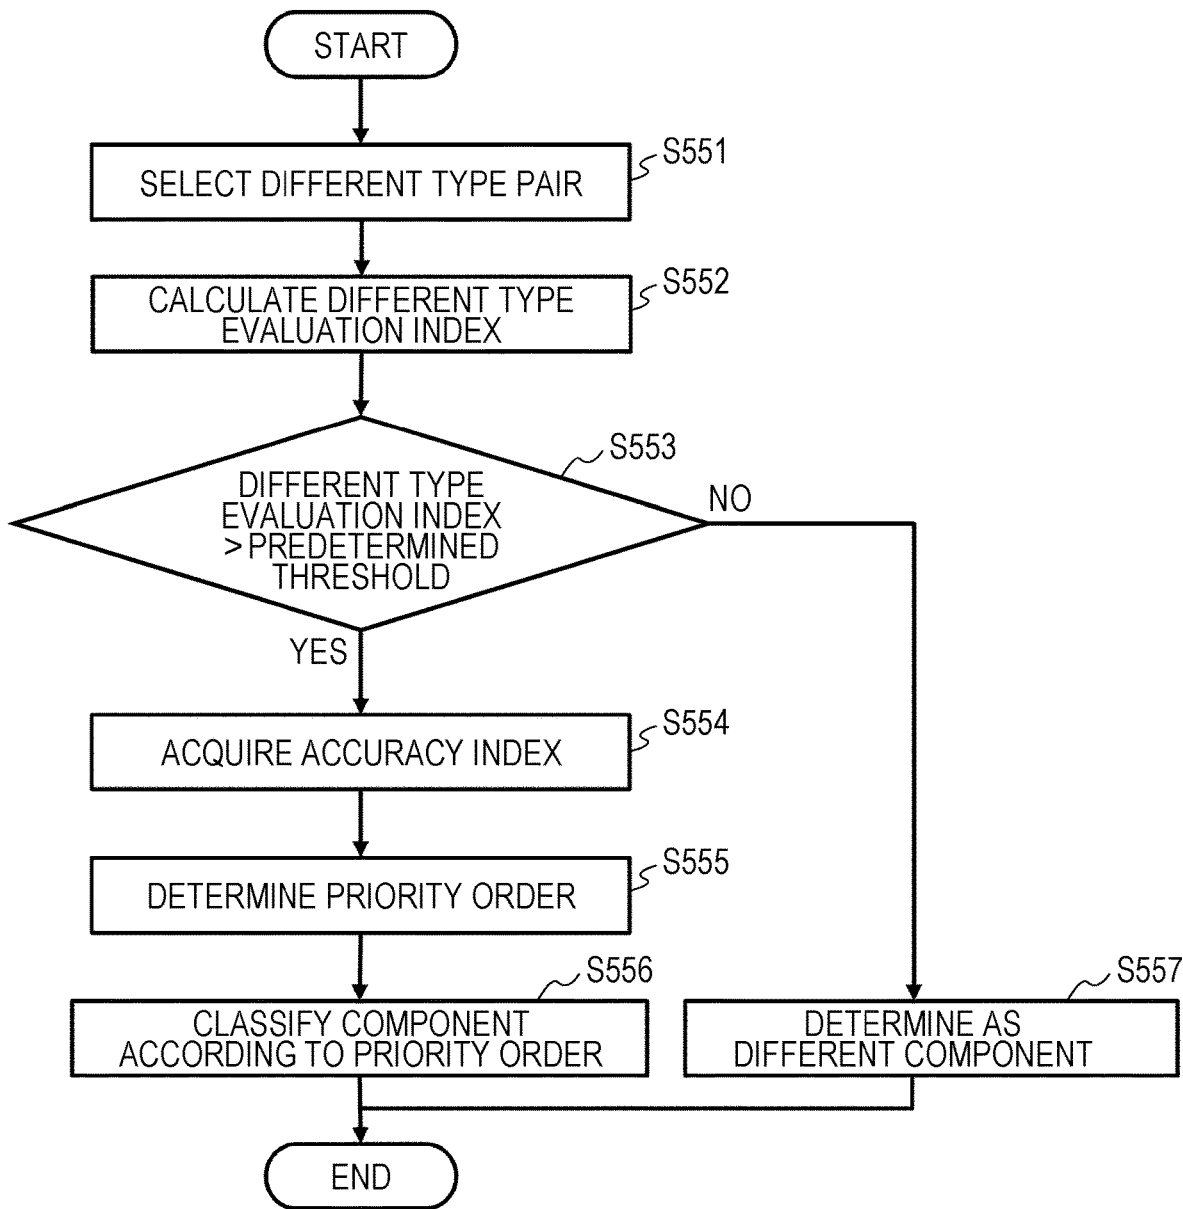 START
S551
SELECT DIFFERENT TYPE PAIR
S552
CALCULATE DIFFERENT TYPE
EVALUATION INDEX
S553
DIFFERENT TYPE
EVALUATION INDEX
>PREDETERMINED
THRESHOLD
NO
YES
S554
ACQUIRE ACCURACY INDEX
S555
DETERMINE PRIORITY ORDER
S556
CLASSIFY COMPONENT
ACCORDING TO PRIORITY ORDER
S557
DETERMINE AS
DIFFERENT COMPONENT
END